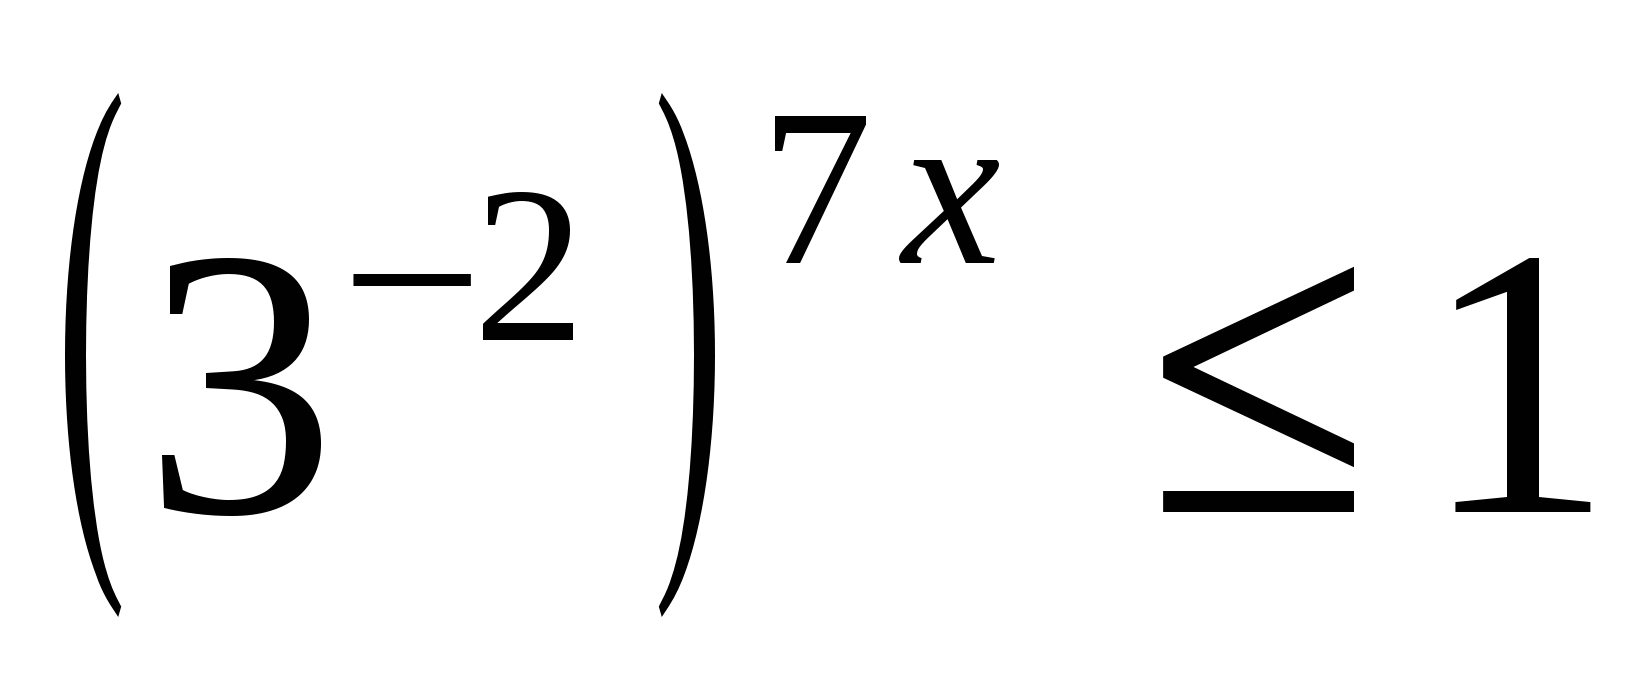 (3⁻²)⁷ˣ ≤ 1